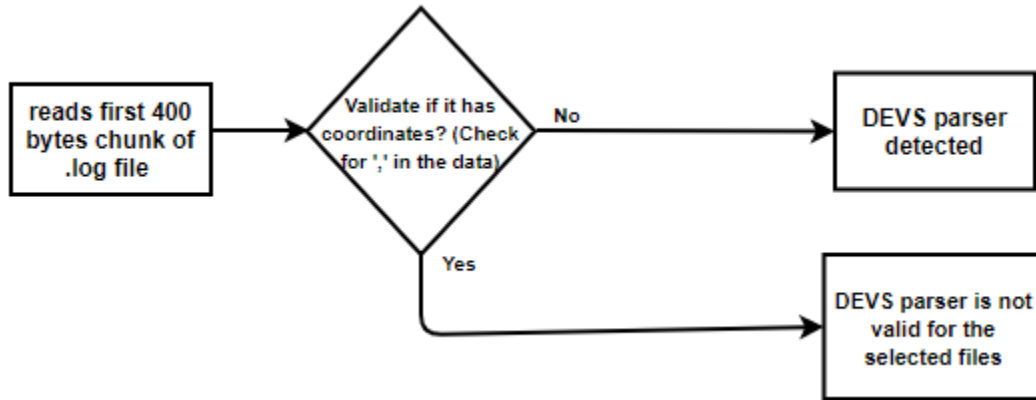 reads first 400
bytes chunk of
.log file
Validate if it has
coordinates? (Check
for ',' in the data)
No
DEVS parser
detected
Yes
DEVS parser is not
valid for the
selected files